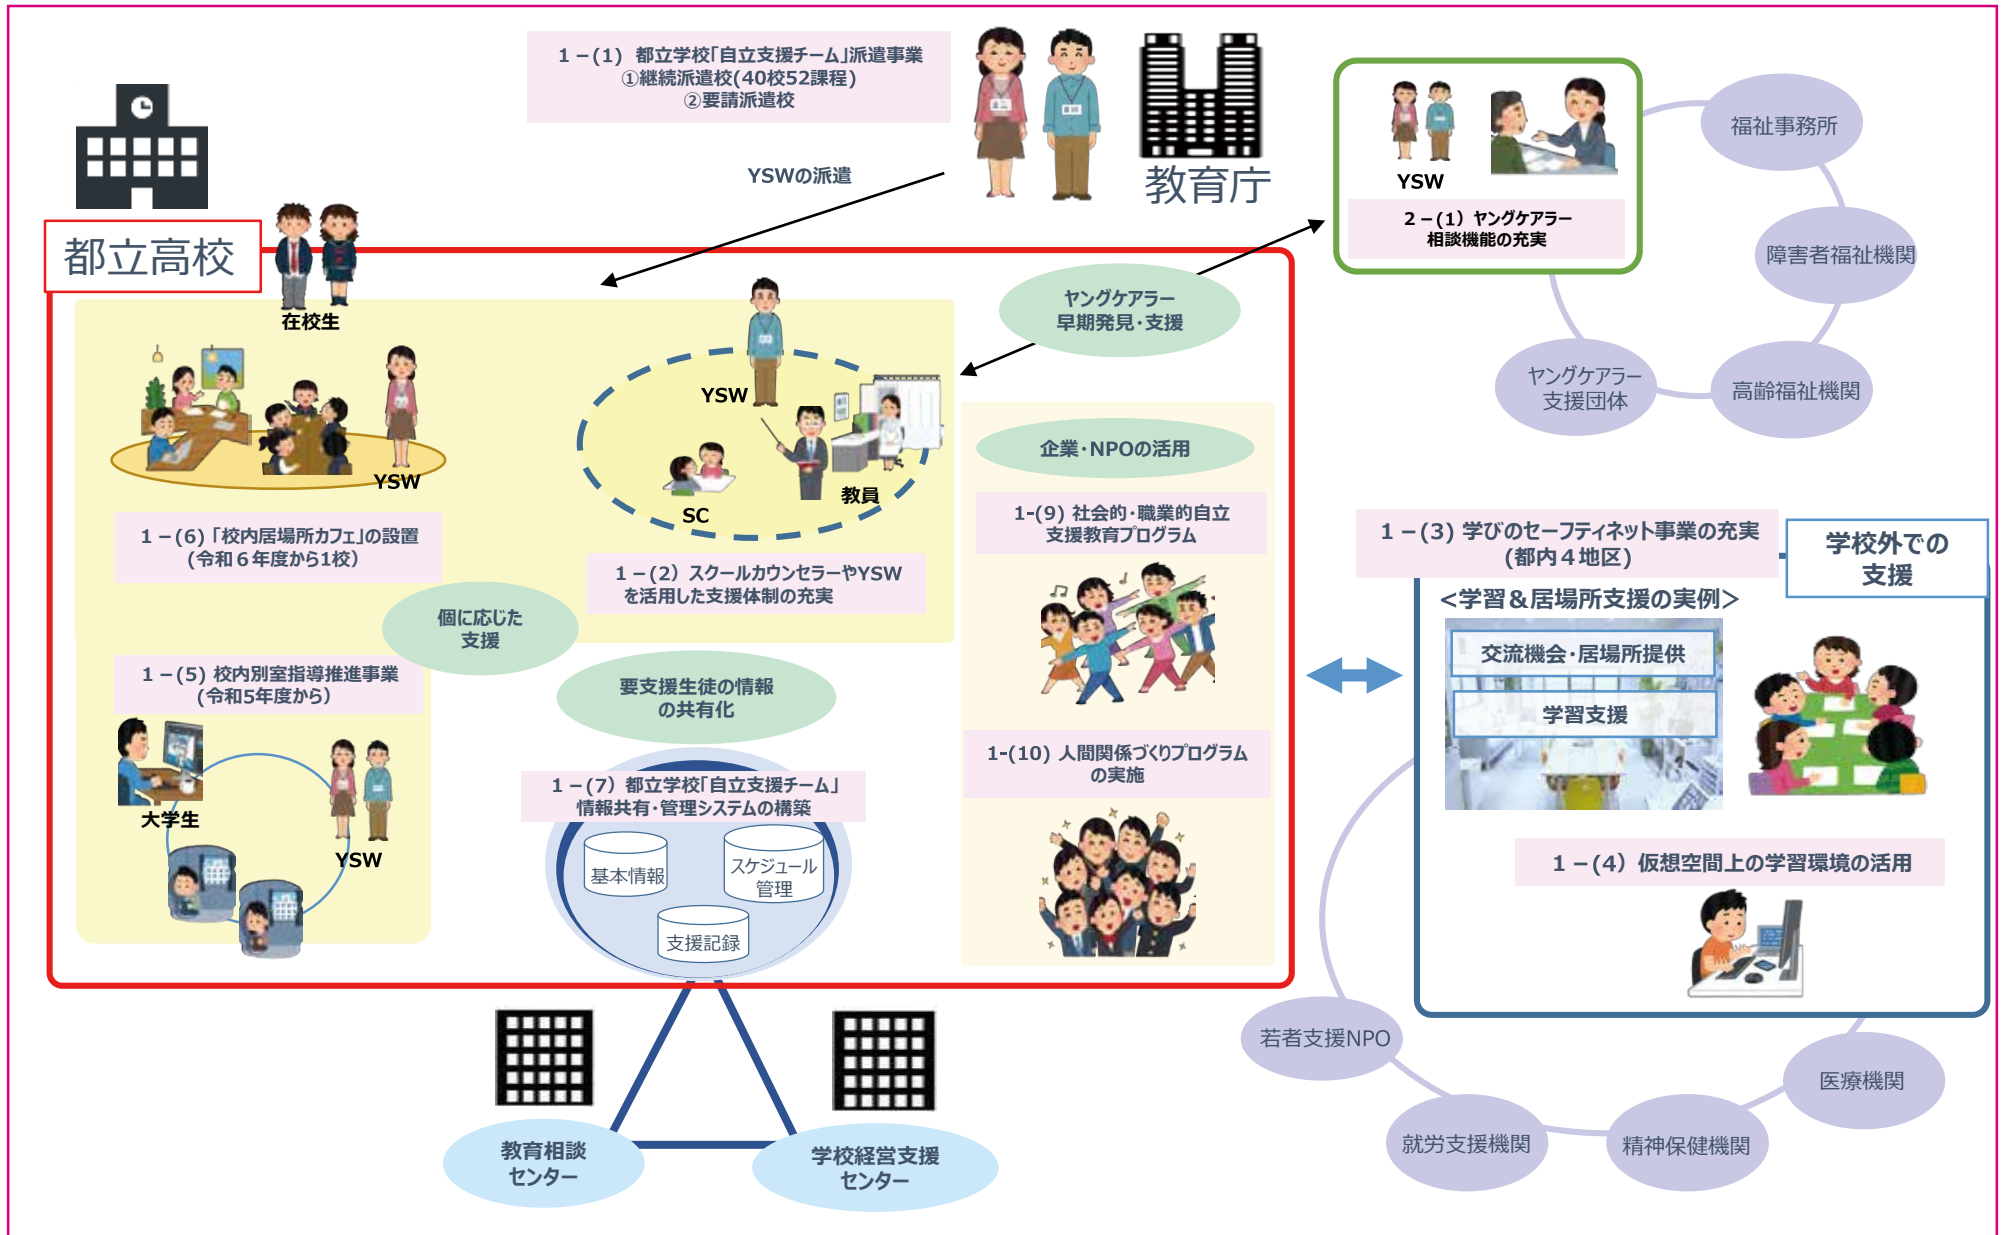 1－(1) 都立学校「自立支援チーム」派遣事業
①継続派遣校(40校52課程)
②要請派遣校
YSWの派遣
教育庁
YSW
2－(1) ヤングケアラー
相談機能の充実
福祉事務所
障害者福祉機関
高齢福祉機関
ヤングケアラー
支援団体
都立高校
在校生
YSW
1－(6)「校内居場所カフェ」の設置
(令和６年度から1校)
YSW
SC
教員
1－(2) スクールカウンセラーやYSW
を活用した支援体制の充実
ヤングケアラー
早期発見・支援
企業・NPOの活用
1-(9) 社会的・職業的自立
支援教育プログラム
1-(10) 人間関係づくりプログラム
の実施
個に応じた
支援
1－(5) 校内別室指導推進事業
(令和5年度から)
大学生
YSW
要支援生徒の情報
の共有化
1－(7) 都立学校「自立支援チーム」
情報共有・管理システムの構築
基本情報
スケジュール
管理
支援記録
教育相談
センター
学校経営支援
センター
1－(3) 学びのセーフティネット事業の充実
(都内４地区)
学校外での
支援
<学習＆居場所支援の実例>
交流機会・居場所提供
学習支援
1－(4) 仮想空間上の学習環境の活用
若者支援NPO
就労支援機関
精神保健機関
医療機関